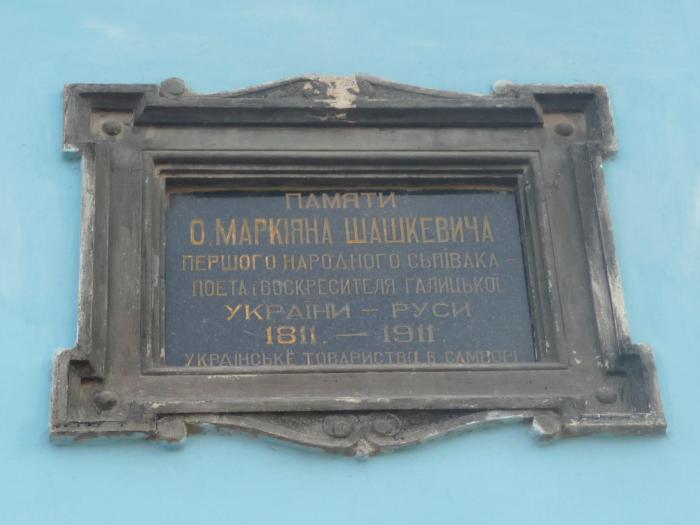 ПАМЯТИ
О. МАРКІЯНА ШАШКЕВИЧА
ПЕРШОГО НАРОДНОГО СЬПІВАКА –
ПОЕТА І ВОСКРЕСИТЕЛЯ ГАЛИЦЬКОЇ
УКРАЇНИ – РУСИ
1811. — 1911.
УКРАЇНСЬКЕ ТОВАРИСТВО В САМБОРІ